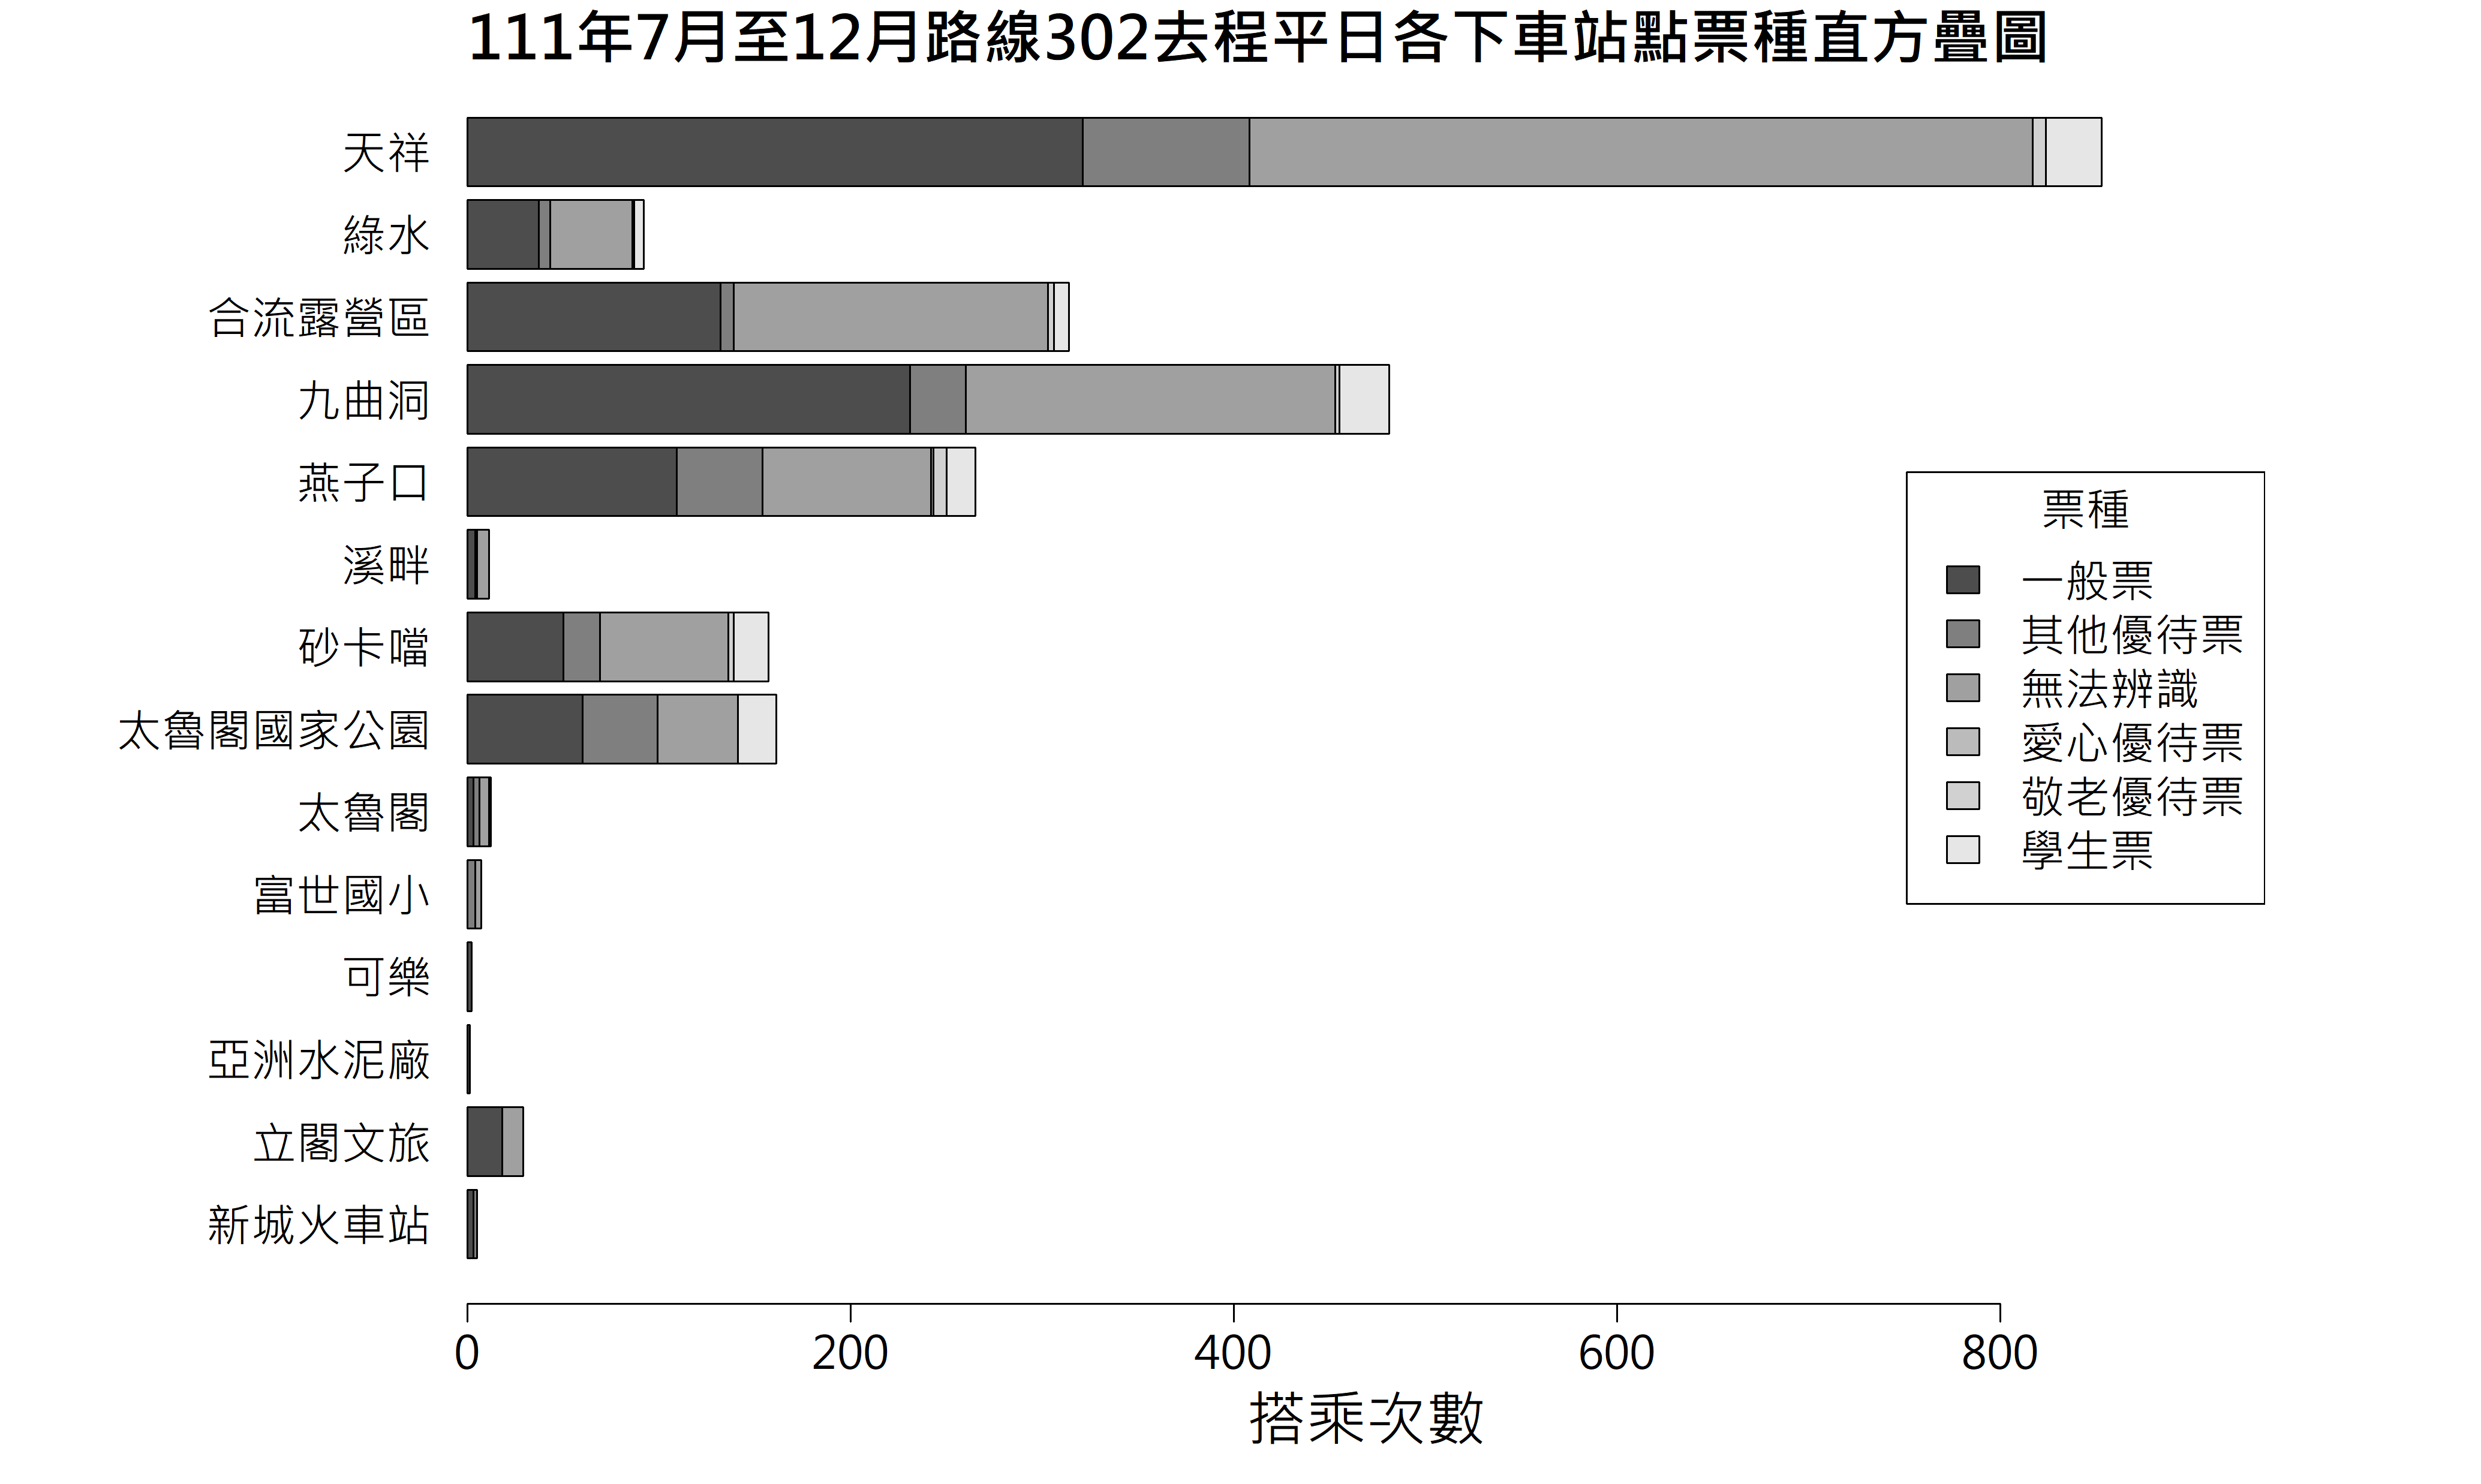 111年7月至12月路線302去程平日各下車站點票種直方疊圖
天祥
綠水
合流露營區
九曲洞
燕子口
溪畔
砂卡噹
太魯閣國家公園
太魯閣
富世國小
可樂
亞洲水泥廠
立閣文旅
新城火車站
票種
一般票
其他優待票
無法辨識
愛心優待票
敬老優待票
學生票
0 200 400 600 800
搭乘次數